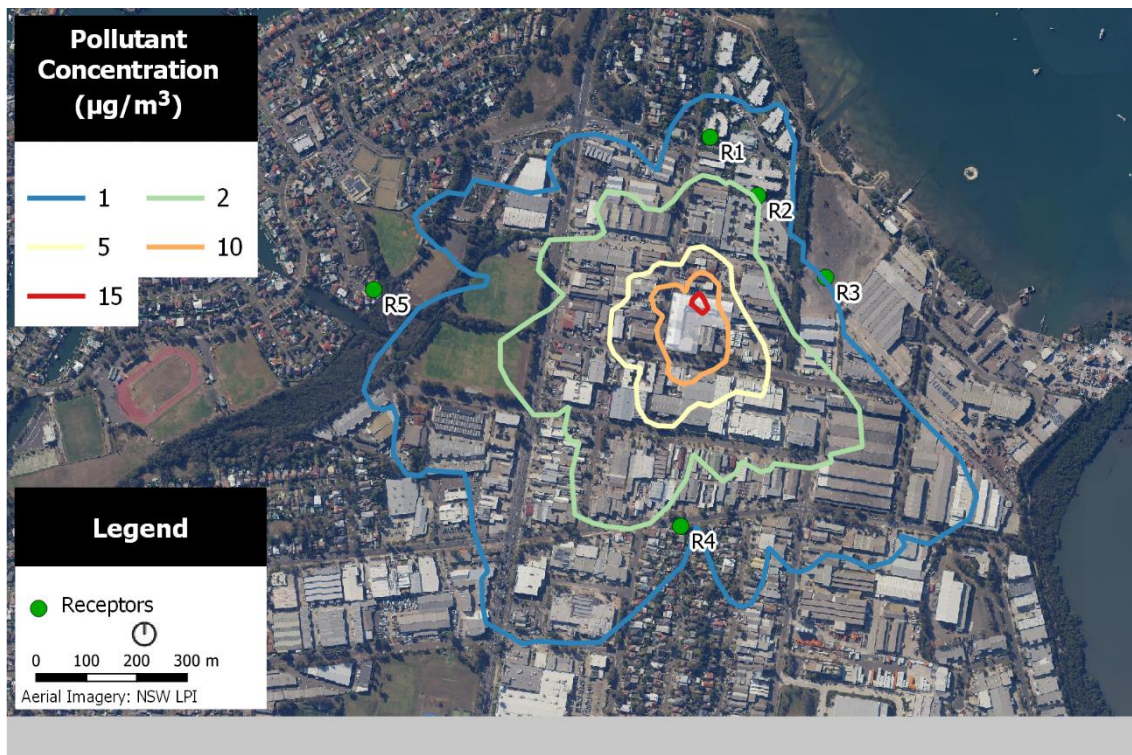 Pollutant
Concentration
(µg/m³)
1 2
5 10
15
R1
R2
R3
R5
R4
Legend
Receptors
0 100 200 300 m
Aerial Imagery: NSW LPI